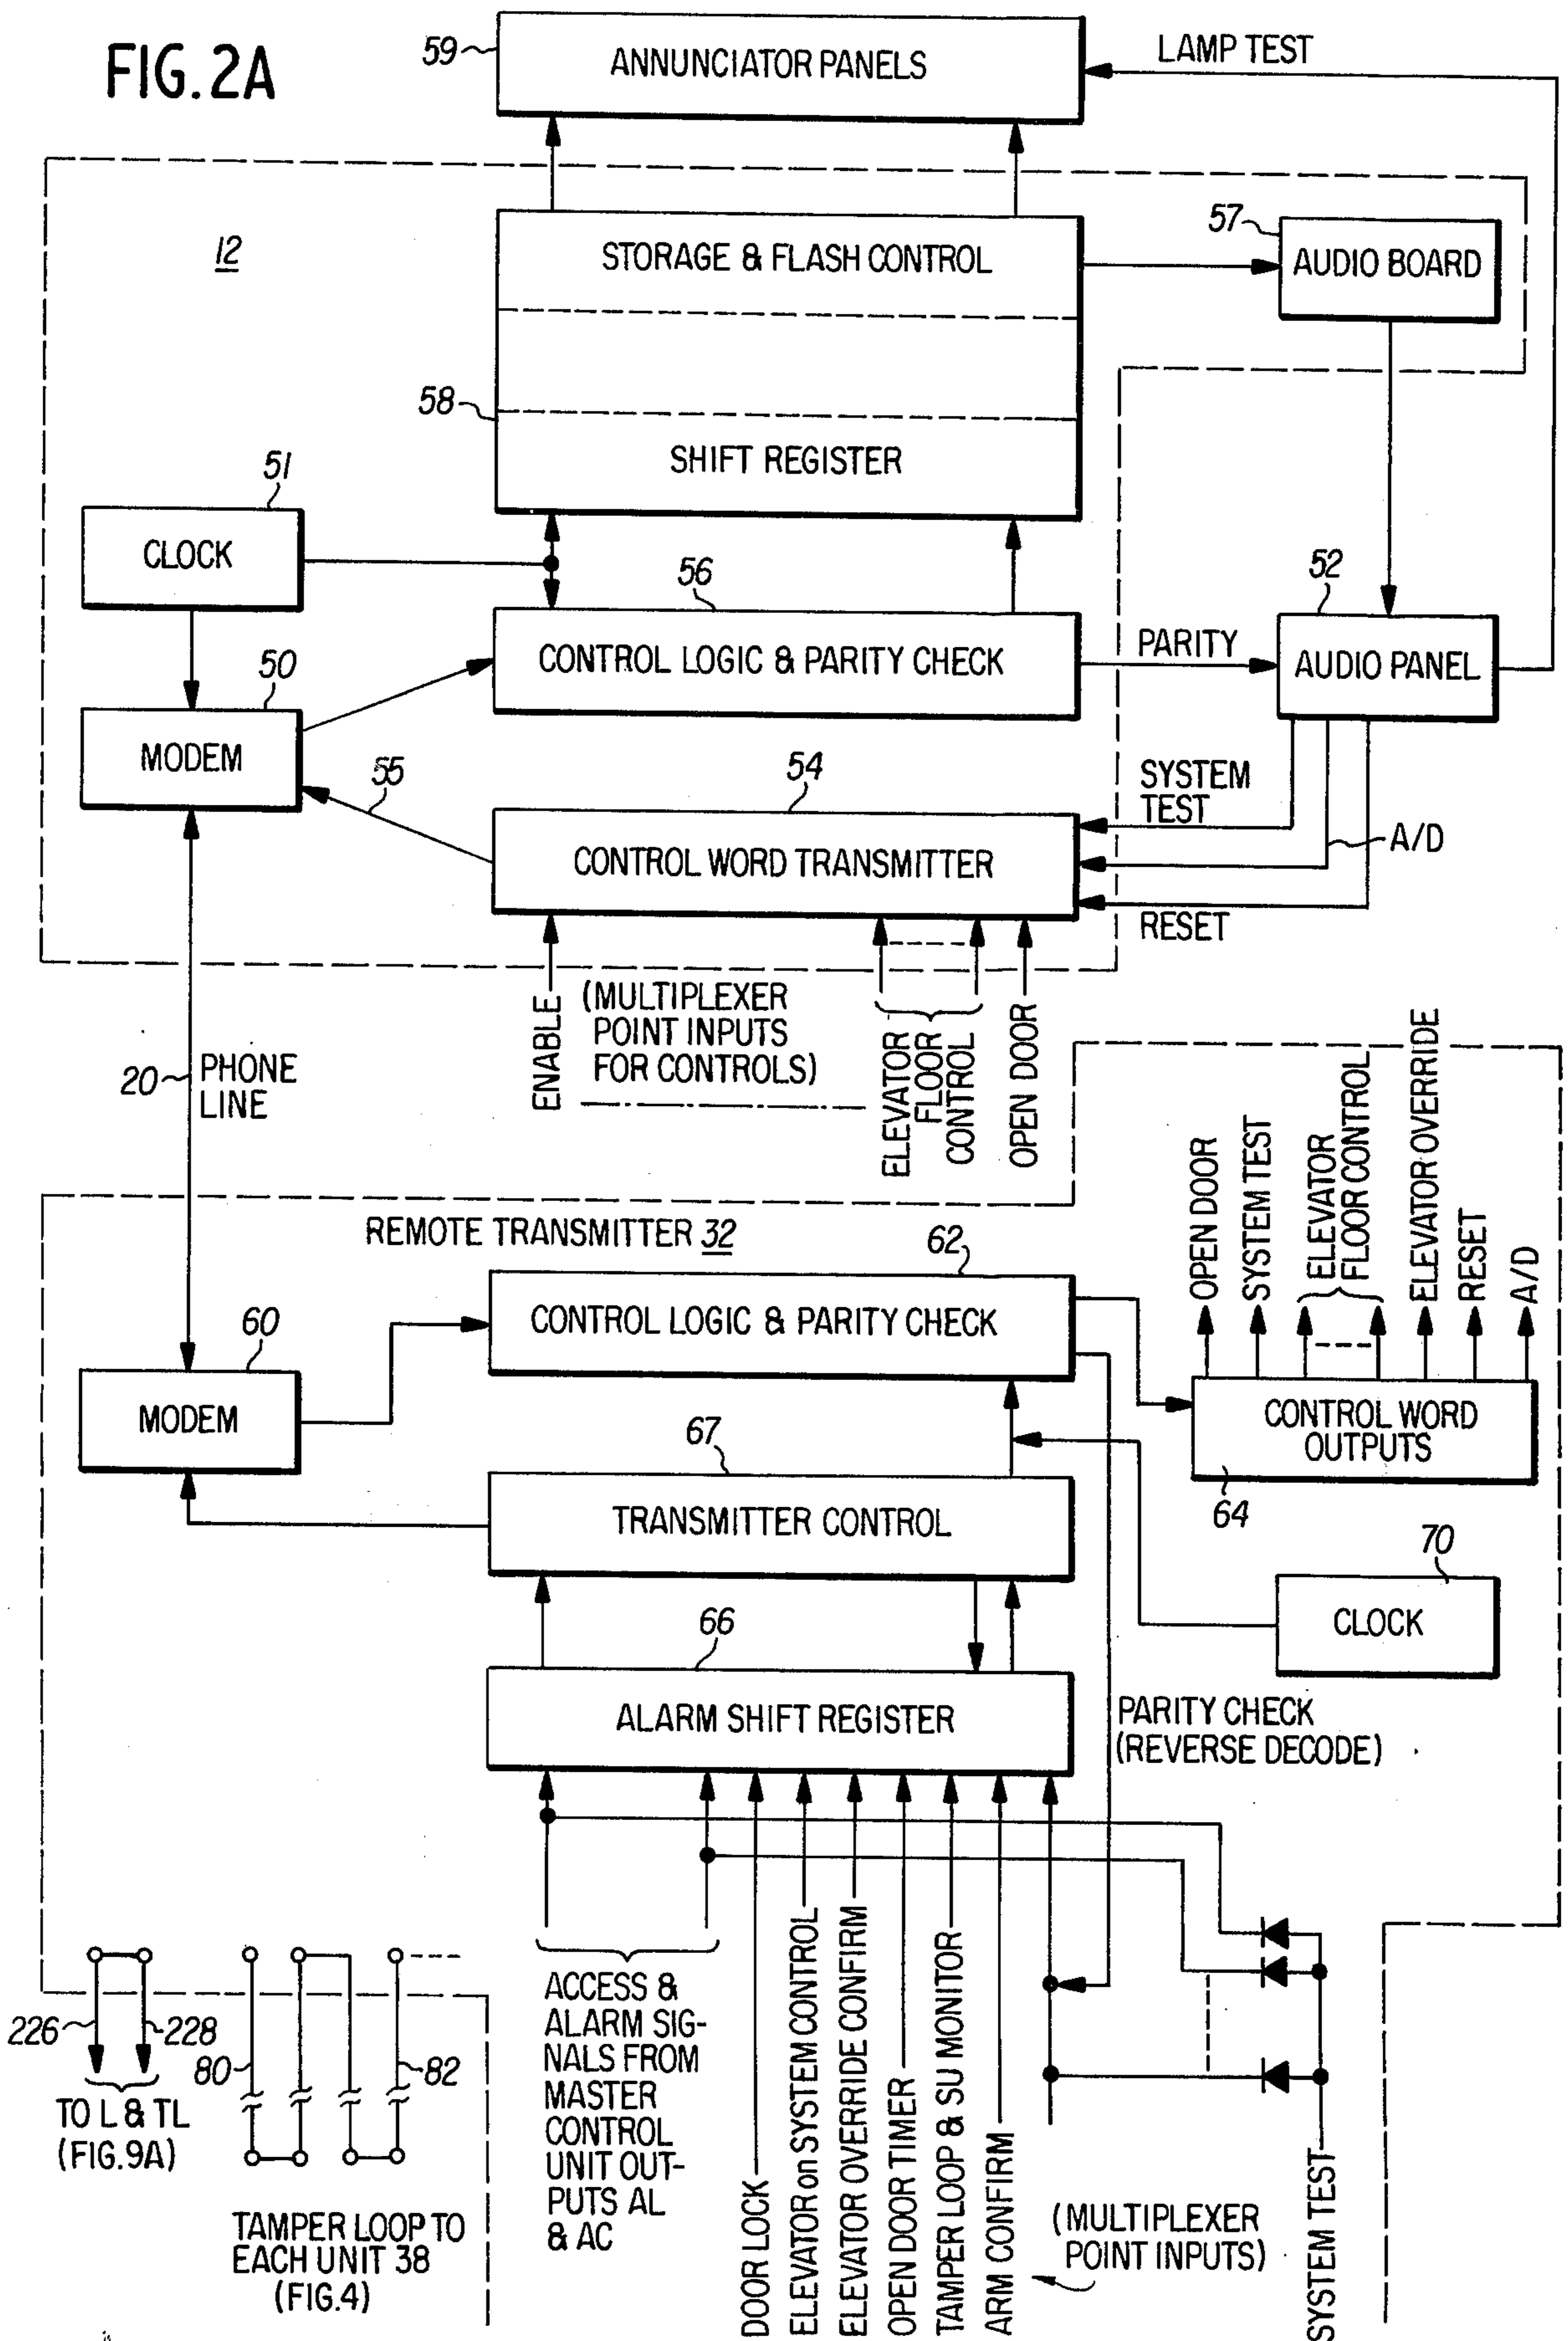 FIG. 2A
59
ANNUNCIATOR PANELS
LAMP TEST
12
STORAGE & FLASH CONTROL
57
AUDIO BOARD
58
SHIFT REGISTER
51
CLOCK
56
CONTROL LOGIC & PARITY CHECK
PARITY
52
AUDIO PANEL
50
MODEM
55
54
CONTROL WORD TRANSMITTER
SYSTEM
TEST
A/D
RESET
20
PHONE
LINE
ENABLE
(MULTIPLEXER
POINT INPUTS
FOR CONTROLS)
ELEVATOR
FLOOR
CONTROL
OPEN DOOR
REMOTE TRANSMITTER 32
62
CONTROL LOGIC & PARITY CHECK
OPEN DOOR
SYSTEM TEST
ELEVATOR
FLOOR CONTROL
ELEVATOR OVERRIDE
RESET
A/D
60
MODEM
CONTROL WORD
OUTPUTS
64
67
TRANSMITTER CONTROL
70
CLOCK
66
ALARM SHIFT REGISTER
PARITY CHECK
(REVERSE DECODE)
226
228
TO L & TL
(FIG.9A)
80
82
TAMPER LOOP TO
EACH UNIT 38
(FIG.4)
ACCESS &
ALARM SIG-
NALS FROM
MASTER
CONTROL
UNIT OUT-
PUTS AL
& AC
DOOR LOCK
ELEVATOR on SYSTEM CONTROL
ELEVATOR OVERRIDE CONFIRM
OPEN DOOR TIMER
TAMPER LOOP & SU MONITOR
ARM CONFIRM
(MULTIPLEXER
POINT INPUTS)
SYSTEM TEST